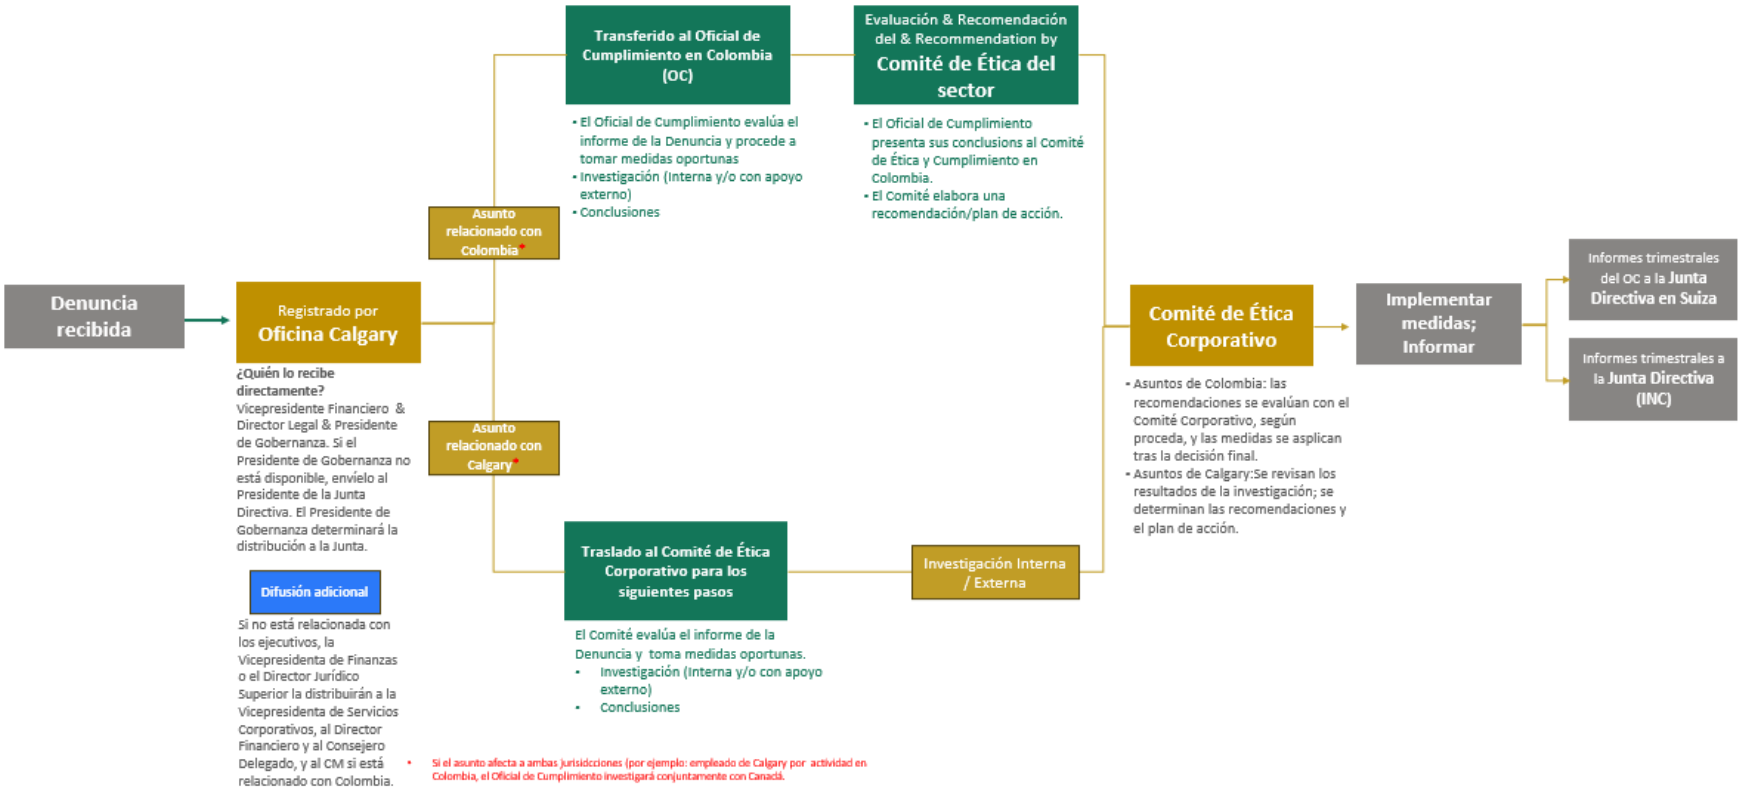 Denuncia
recibida
Registrado por
Oficina Calgary
¿Quién lo recibe
directamente?
Vicepresidente Financiero &
Director Legal & Presidente
de Gobernanza. Si el
Presidente de Gobernanza no
está disponible, envíelo al
Presidente de la Junta
Directiva. El Presidente de
Gobernanza determinará la
distribución a la Junta.
Difusión adicional
Si no está relacionada con
los ejecutivos, la
Vicepresidenta de Finanzas
o el Director Jurídico
Superior la distribuirán a la
Vicepresidenta de Servicios
Corporativos, al Director
Financiero y al Consejero
Delegado, y al CM si está
relacionado con Colombia.
Asunto
relacionado con
Colombia*
Transferido al Oficial de
Cumplimiento en Colombia
(OC)
▪ El Oficial de Cumplimiento evalúa el
informe de la Denuncia y procede a
tomar medidas oportunas
▪ Investigación (Interna y/o con apoyo
externo)
▪ Conclusiones
Evaluación & Recomendación
del & Recommendation by
Comité de Ética del
sector
▪ El Oficial de Cumplimiento
presenta sus conclusions al Comité
de Ética y Cumplimiento en
Colombia.
▪ El Comité elabora una
recomendación/plan de acción.
Asunto
relacionado con
Calgary*
Traslado al Comité de Ética
Corporativo para los
siguientes pasos
El Comité evalúa el informe de la
Denuncia y toma medidas oportunas.
▪ Investigación (Interna y/o con apoyo
externo)
▪ Conclusiones
Investigación Interna
/ Externa
Comité de Ética
Corporativo
▪ Asuntos de Colombia: las
recomendaciones se evalúan con el
Comité Corporativo, según
proceda, y las medidas se asplican
tras la decisión final.
▪ Asuntos de Calgary:Se revisan los
resultados de la investigación; se
determinan las recomendaciones y
el plan de acción.
Implementar
medidas;
Informar
Informes trimestrales
del OC a la Junta
Directiva en Suiza
Informes trimestrales a
la Junta Directiva
(INC)
• Si el asunto afecta a ambas jurisidcciones (por ejemplo: empleado de Calgary por actividad en
Colombia, el Oficial de Cumplimiento investigará conjuntamente con Canadá.